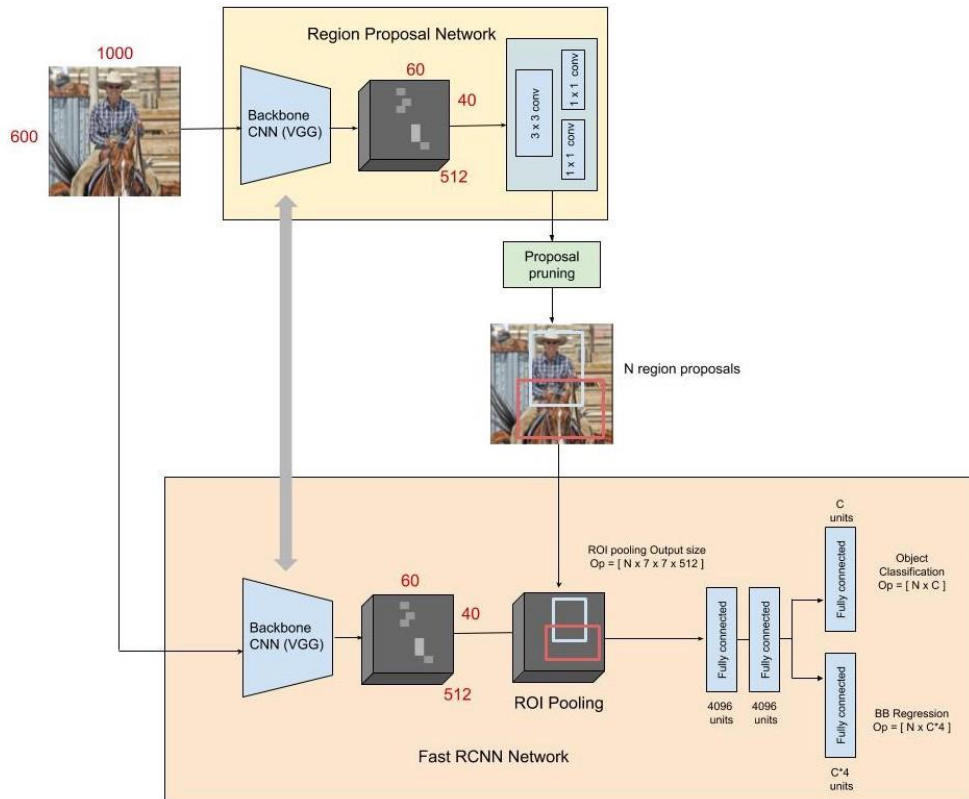 Region Proposal Network
1000
600
Backbone
CNN (VGG)
60
40
512
3 x 3 conv
1 x 1 conv
1 x 1 conv
Proposal
pruning
N region proposals
Backbone
CNN (VGG)
60
40
512
ROI pooling Output size
Op = [ N x 7 x 7 x 512 ]
ROI Pooling
Fully connected
4096
units
Fully connected
4096
units
C
units
Fully connected
Object
Classification
Op = [ N x C ]
Fully connected
C*4
units
BB Regression
Op = [ N x C*4 ]
Fast RCNN Network